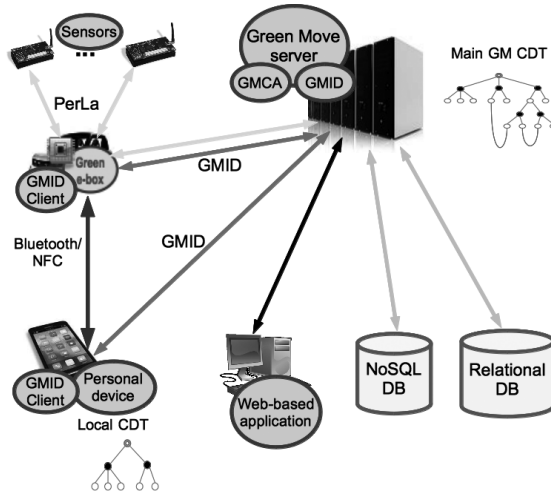 Sensors
...
Green Move
server
GMCA
GMID
Main GM CDT
PerLa
Green
e-box
GMID
Client
GMID
Bluetooth/
NFC
GMID
GMID
Client
Personal
device
Web-based
application
NoSQL
DB
Relational
DB
Local CDT